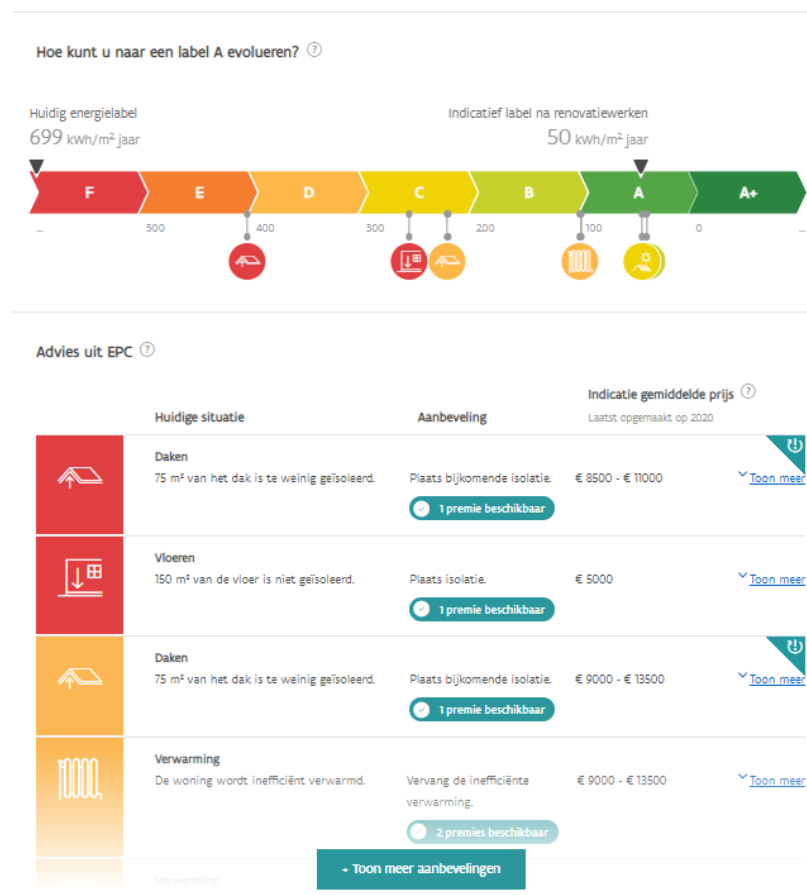 Hoe kunt u naar een label A evolueren? ?
Huidig energielabel
699 kWh/m² jaar
Indicatief label na renovatiewerken
50 kWh/m² jaar
F E D C B A A+
... 500 400 300 200 100 0 ...
Advies uit EPC ?
Huidige situatie
Aanbeveling
Indicatie gemiddelde prijs ?
Laatst opgemaakt op 2020
Daken
75 m² van het dak is te weinig geïsoleerd.
Plaats bijkomende isolatie.
1 premie beschikbaar
€ 8500 - € 11000
Toon meer
Vloeren
150 m² van de vloer is niet geïsoleerd.
Plaats isolatie.
1 premie beschikbaar
€ 5000
Toon meer
Daken
75 m² van het dak is te weinig geïsoleerd.
Plaats bijkomende isolatie.
1 premie beschikbaar
€ 9000 - € 13500
Toon meer
Verwarming
De woning wordt inefficiënt verwarmd.
Vervang de inefficiënte
verwarming.
2 premies beschikbaar
€ 9000 - € 13500
Toon meer
Toon meer aanbevelingen
Verwarming